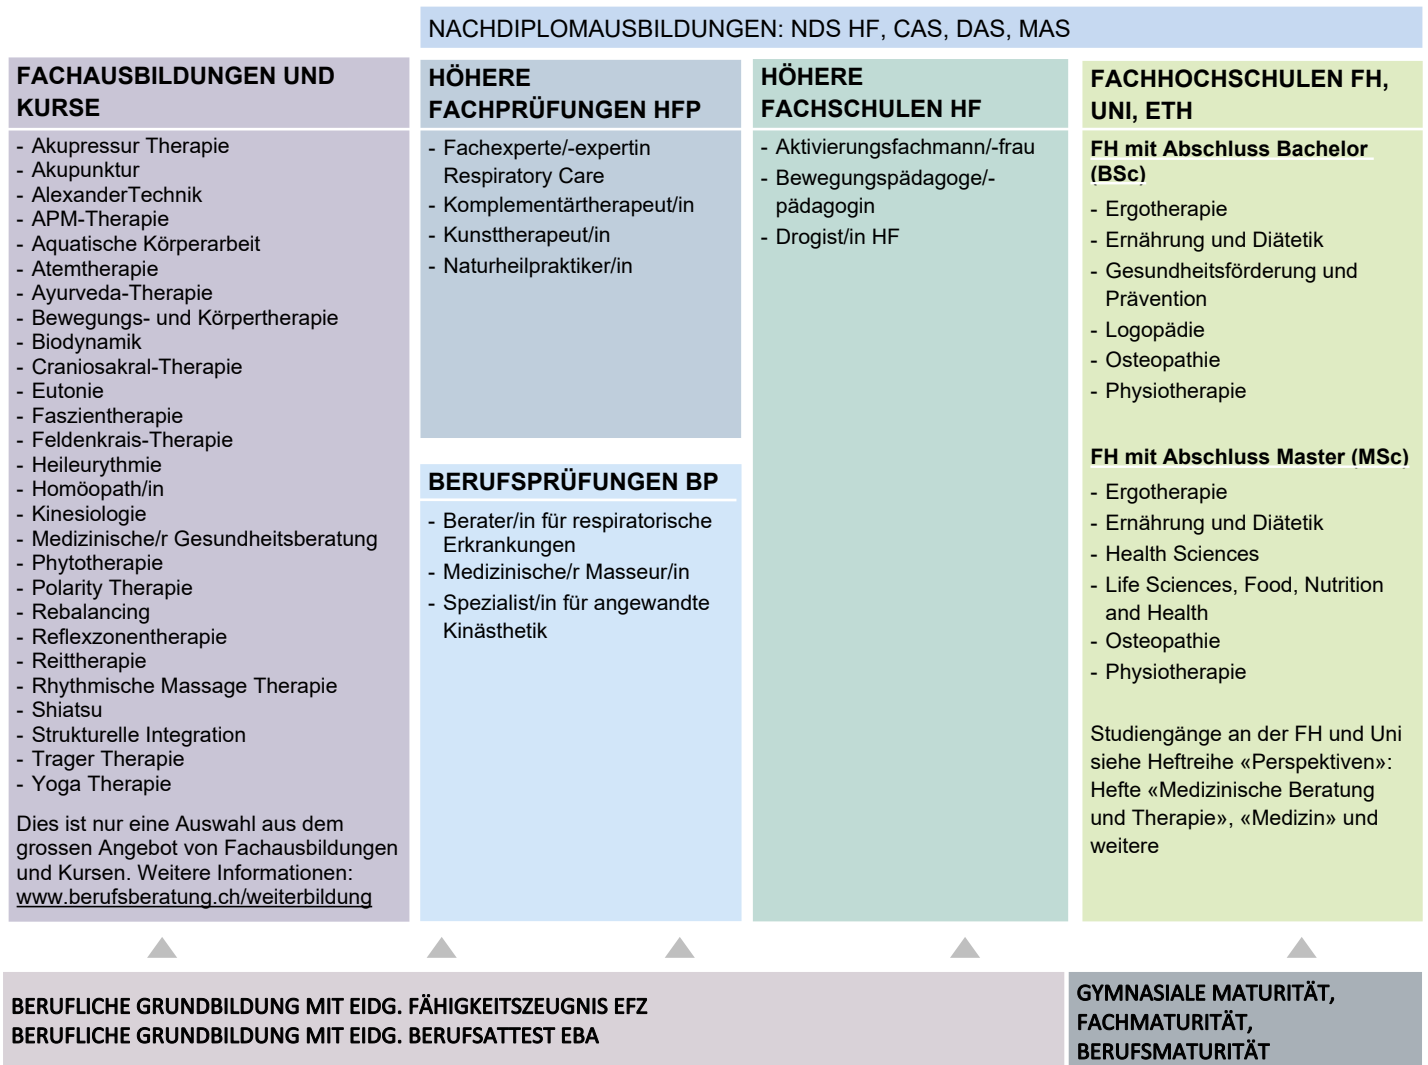 NACHDIPLOMAUSBILDUNGEN: NDS HF, CAS, DAS, MAS
FACHAUSBILDUNGEN UND
KURSE
- Akupressur Therapie
- Akupunktur
- AlexanderTechnik
- APM-Therapie
- Aquatische Körperarbeit
- Atemtherapie
- Ayurveda-Therapie
- Bewegungs- und Körpertherapie
- Biodynamik
- Craniosakral-Therapie
- Eutonie
- Faszientherapie
- Feldenkrais-Therapie
- Heileurythmie
- Homöopath/in
- Kinesiologie
- Medizinische/r Gesundheitsberatung
- Phytotherapie
- Polarity Therapie
- Rebalancing
- Reflexzonentherapie
- Reittherapie
- Rhythmische Massage Therapie
- Shiatsu
- Strukturelle Integration
- Trager Therapie
- Yoga Therapie
Dies ist nur eine Auswahl aus dem
grossen Angebot von Fachausbildungen
und Kursen. Weitere Informationen:
www.berufsberatung.ch/weiterbildung
HÖHERE
FACHPRÜFUNGEN HFP
- Fachexperte/-expertin
Respiratory Care
- Komplementärtherapeut/in
- Kunsttherapeut/in
- Naturheilpraktiker/in
BERUFSPRÜFUNGEN BP
- Berater/in für respiratorische
Erkrankungen
- Medizinische/r Masseur/in
- Spezialist/in für angewandte
Kinästhetik
HÖHERE
FACHSCHULEN HF
- Aktivierungsfachmann/-frau
- Bewegungspädagoge/-
pädagogin
- Drogist/in HF
FACHHOCHSCHULEN FH,
UNI, ETH
FH mit Abschluss Bachelor
(BSc)
- Ergotherapie
- Ernährung und Diätetik
- Gesundheitsförderung und
Prävention
- Logopädie
- Osteopathie
- Physiotherapie
FH mit Abschluss Master (MSc)
- Ergotherapie
- Ernährung und Diätetik
- Health Sciences
- Life Sciences, Food, Nutrition
and Health
- Osteopathie
- Physiotherapie
Studiengänge an der FH und Uni
siehe Heftreihe «Perspektiven»:
Hefte «Medizinische Beratung
und Therapie», «Medizin» und
weitere
BERUFLICHE GRUNDBILDUNG MIT EIDG. FÄHIGKEITSZEUGNIS EFZ
BERUFLICHE GRUNDBILDUNG MIT EIDG. BERUFSATTEST EBA
GYMNASIALE MATURITÄT,
FACHMATURITÄT,
BERUFSMATURITÄT